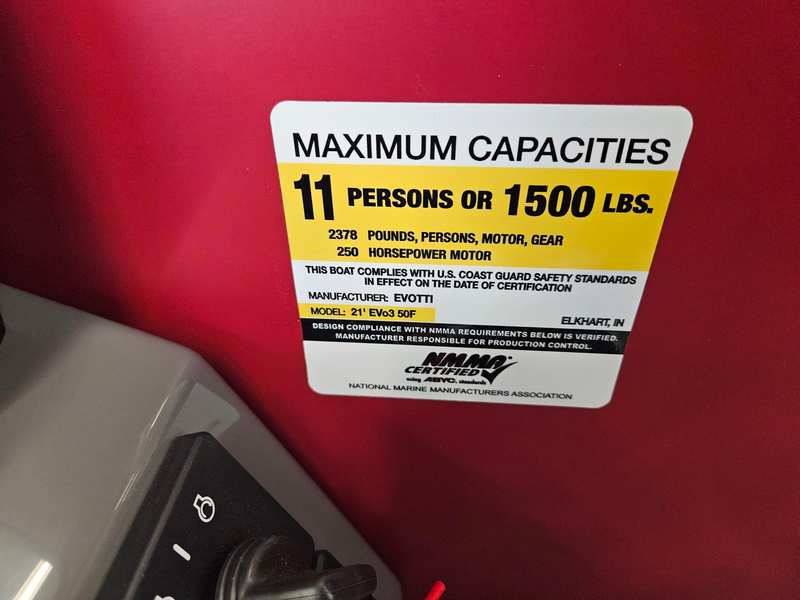 MAXIMUM CAPACITIES
11 PERSONS OR 1500 LBS.
2378 POUNDS, PERSONS, MOTOR, GEAR
250 HORSEPOWER MOTOR
THIS BOAT COMPLIES WITH U.S. COAST GUARD SAFETY STANDARDS
IN EFFECT ON THE DATE OF CERTIFICATION
MANUFACTURER: EVOTTI
MODEL: 21' EVo3 50F ELKHART, IN
DESIGN COMPLIANCE WITH NMMA REQUIREMENTS BELOW IS VERIFIED.
MANUFACTURER RESPONSIBLE FOR PRODUCTION CONTROL.
NMMA
CERTIFIED
using ABYC. standards
NATIONAL MARINE MANUFACTURERS ASSOCIATION